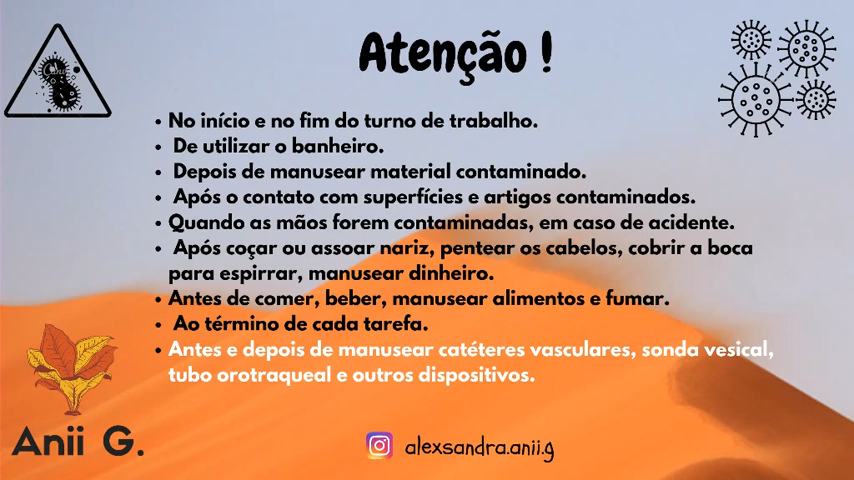 Atenção !
• No início e no fim do turno de trabalho.
• De utilizar o banheiro.
• Depois de manusear material contaminado.
• Após o contato com superfícies e artigos contaminados.
• Quando as mãos forem contaminadas, em caso de acidente.
• Após coçar ou assoar nariz, pentear os cabelos, cobrir a boca
para espirrar, manusear dinheiro.
• Antes de comer, beber, manusear alimentos e fumar.
• Ao término de cada tarefa.
• Antes e depois de manusear catéteres vasculares, sonda vesical,
tubo orotraqueal e outros dispositivos.
Anii G.
alexsandra.anii.g